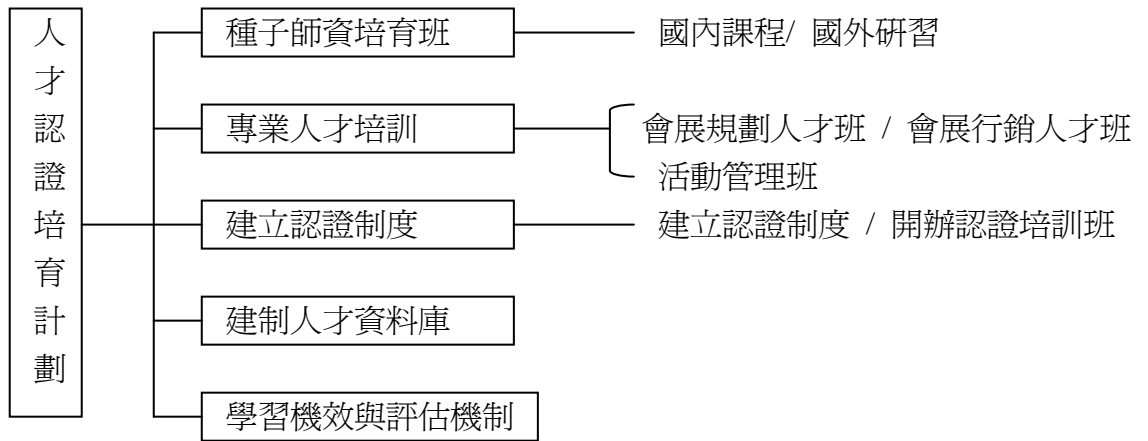 人才認證培育計劃
種子師資培育班
國內課程/ 國外研習
專業人才培訓
會展規劃人才班 / 會展行銷人才班
活動管理班
建立認證制度
建立認證制度 / 開辦認證培訓班
建制人才資料庫
學習機效與評估機制